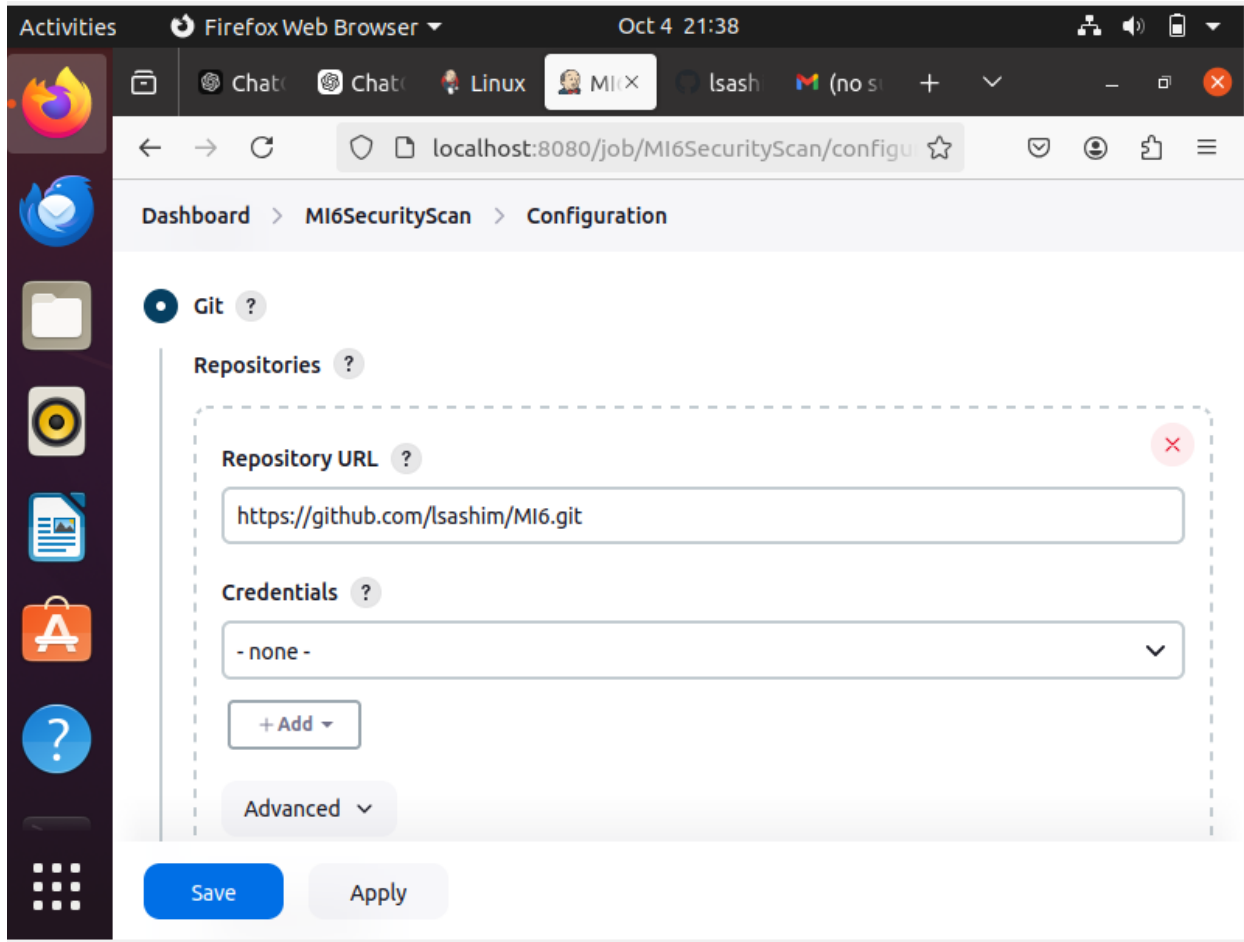 Activities Firefox Web Browser Oct 4 21:38
Chat Chat Linux MI lsash (no s
localhost:8080/job/MI6SecurityScan/configu
Dashboard > MI6SecurityScan > Configuration
Git ?
Repositories ?
Repository URL ?
https://github.com/lsashim/MI6.git
Credentials ?
- none -
+ Add
Advanced
Save Apply